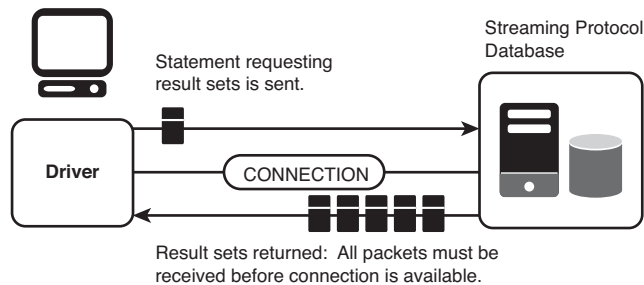 Streaming Protocol
Database
Statement requesting
result sets is sent.
Driver
CONNECTION
Result sets returned: All packets must be
received before connection is available.